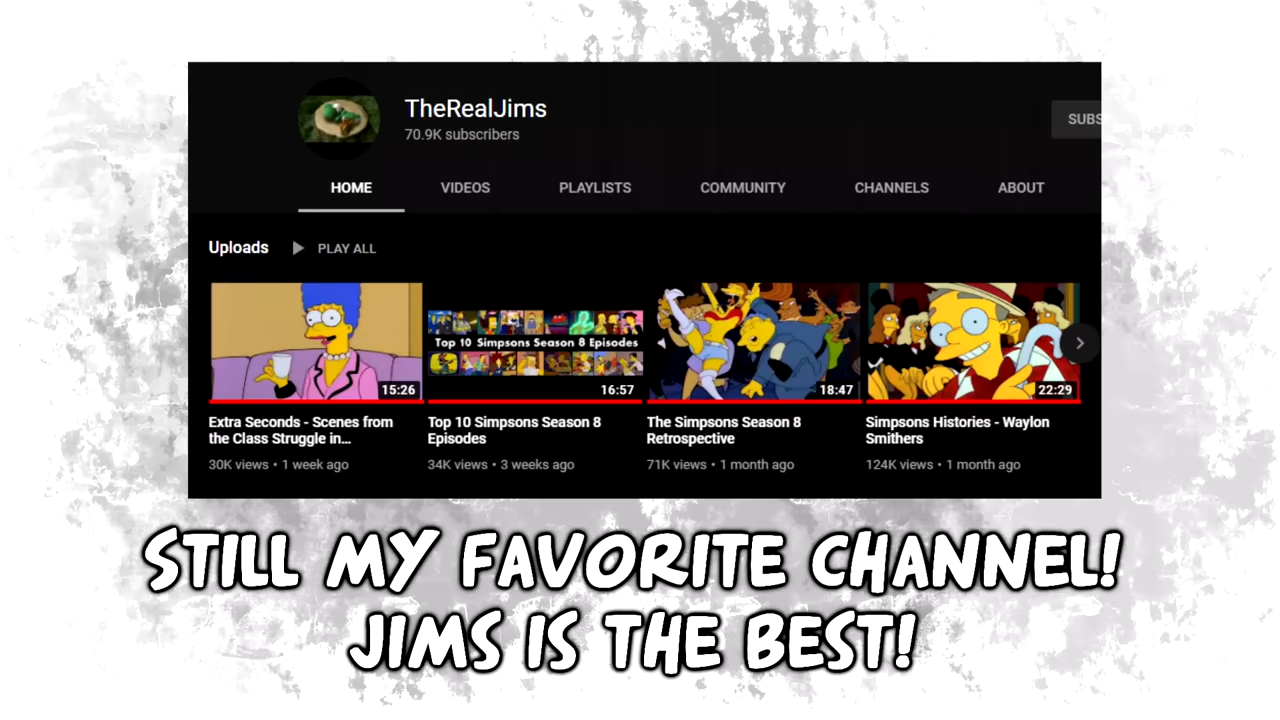 TheRealJims
70.9K subscribers
SUBS
HOME VIDEOS PLAYLISTS COMMUNITY CHANNELS ABOUT
Uploads PLAY ALL
Top 10 Simpsons Season 8 Episodes
15:26 16:57 18:47 22:29
Extra Seconds - Scenes from
the Class Struggle in...
30K views • 1 week ago
Top 10 Simpsons Season 8
Episodes
34K views • 3 weeks ago
The Simpsons Season 8
Retrospective
71K views • 1 month ago
Simpsons Histories - Waylon
Smithers
124K views • 1 month ago
STILL MY FAVORITE CHANNEL!
JIMS IS THE BEST!